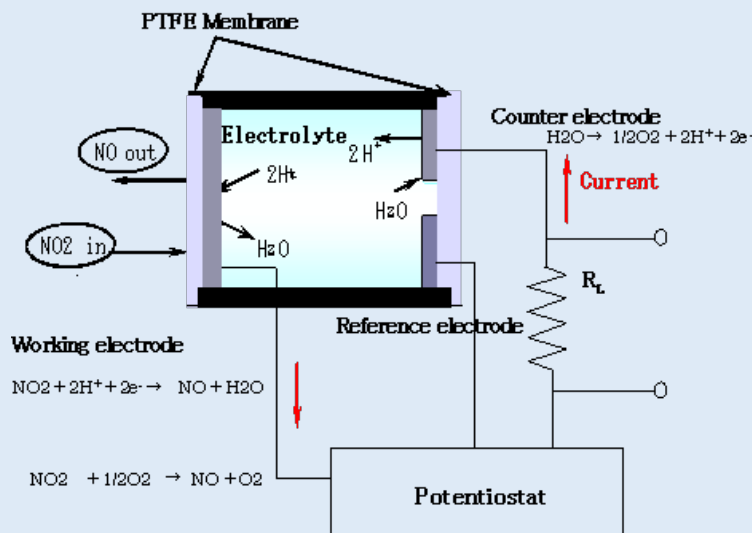 PTFE Membrane
Counter electrode
H2O→ 1/2O2 + 2H⁺ + 2e-
Electrolyte
NO out
2H⁺
2H+
Current
H2O
NO2 in
H2O
R_L
Reference electrode
Working electrode
NO2 + 2H⁺ + 2e- → NO + H2O
NO2 + 1/2O2 → NO + O2
Potentiostat